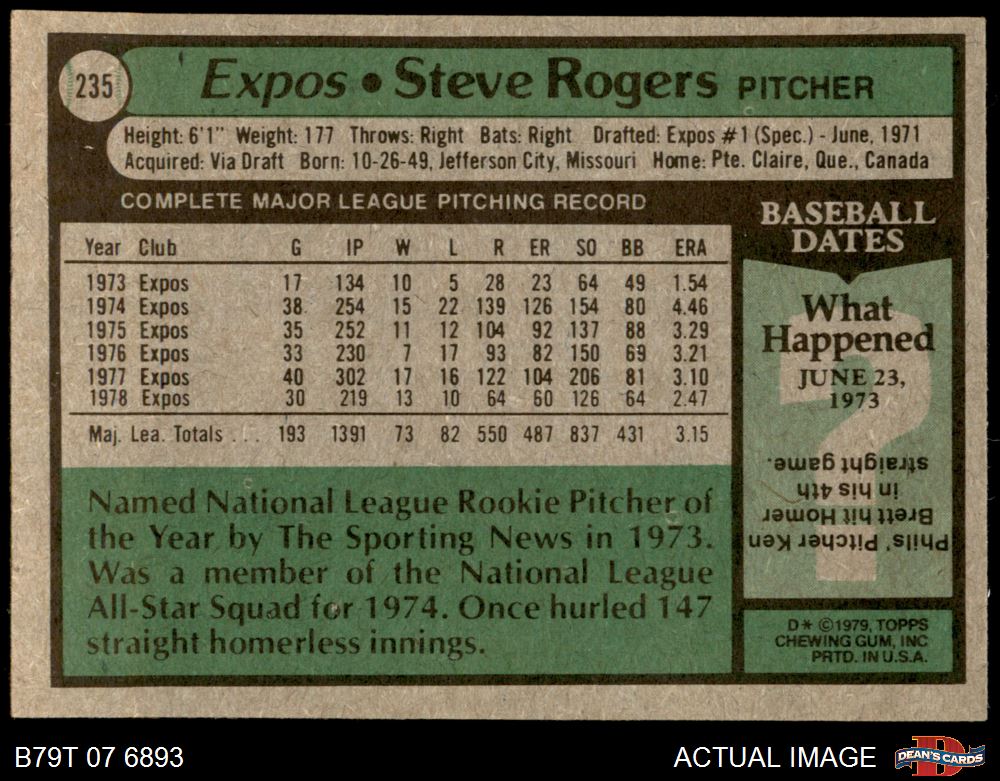 235
Expos • Steve Rogers PITCHER
Height: 6'1" Weight: 177 Throws: Right Bats: Right Drafted: Expos #1 (Spec.) - June, 1971
Acquired: Via Draft Born: 10-26-49, Jefferson City, Missouri Home: Pte. Claire, Que., Canada
COMPLETE MAJOR LEAGUE PITCHING RECORD
Year Club G IP W L R ER SO BB ERA
1973 Expos 17 134 10 5 28 23 64 49 1.54
1974 Expos 38 254 15 22 139 126 154 80 4.46
1975 Expos 35 252 11 12 104 92 137 88 3.29
1976 Expos 33 230 7 17 93 82 150 69 3.21
1977 Expos 40 302 17 16 122 104 206 81 3.10
1978 Expos 30 219 13 10 64 60 126 64 2.47
Maj. Lea. Totals . . . 193 1391 73 82 550 487 837 431 3.15
Named National League Rookie Pitcher of
the Year by The Sporting News in 1973.
Was a member of the National League
All-Star Squad for 1974. Once hurled 147
straight homerless innings.
BASEBALL
DATES
?
What
Happened
JUNE 23,
1973
Phils' Pitcher Ken
Brett hit Homer
in his 4th
straight game.
D* ©1979, TOPPS
CHEWING GUM, INC
PRTD. IN U.S.A.
B79T 07 6893
ACTUAL IMAGE
D
DEAN'S CARDS